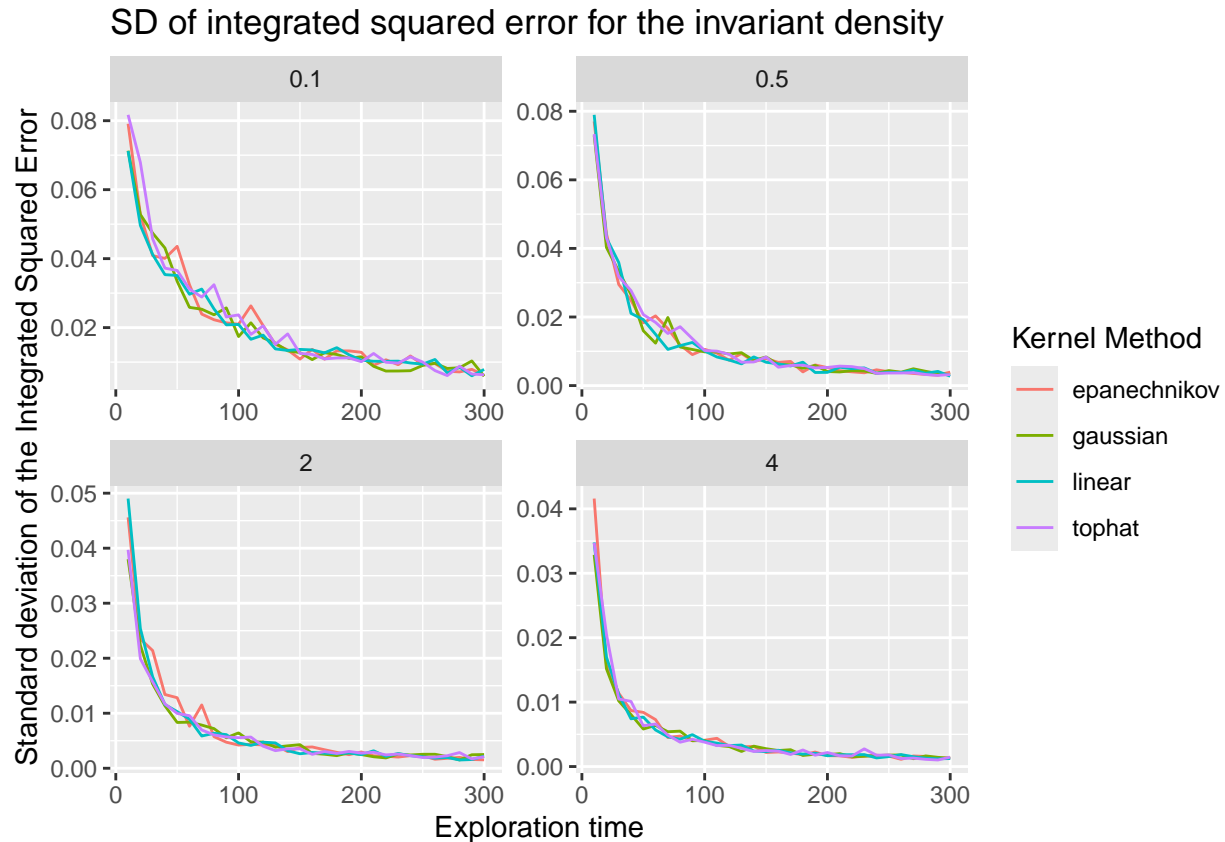 SD of integrated squared error for the invariant density
Standard deviation of the Integrated Squared Error
0.1
0.08
0.06
0.04
0.02
0 100 200 300
0.5
0.08
0.06
0.04
0.02
0.00
0 100 200 300
2
0.05
0.04
0.03
0.02
0.01
0.00
0 100 200 300
4
0.04
0.03
0.02
0.01
0.00
0 100 200 300
Exploration time
Kernel Method
epanechnikov
gaussian
linear
tophat